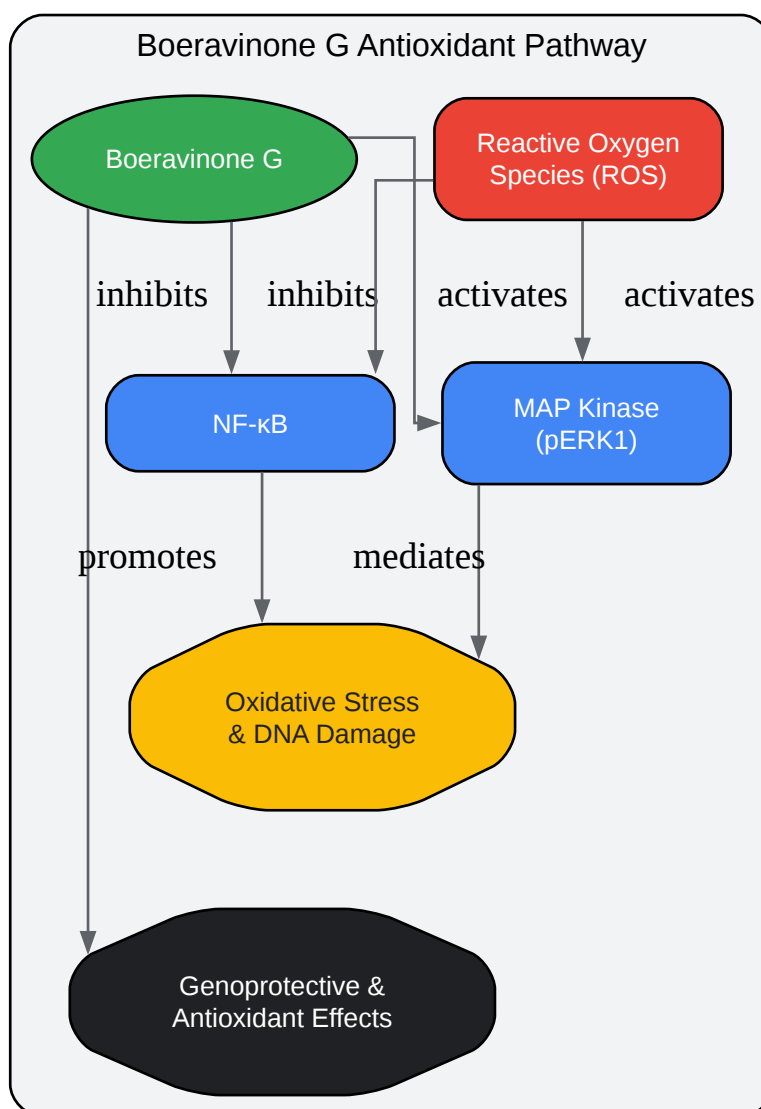 Boeravinone G Antioxidant Pathway
Boeravinone G
Reactive Oxygen
Species (ROS)
inhibits
inhibits
activates
activates
NF-κB
MAP Kinase
(pERK1)
promotes
mediates
Oxidative Stress
& DNA Damage
Genoprotective &
Antioxidant Effects